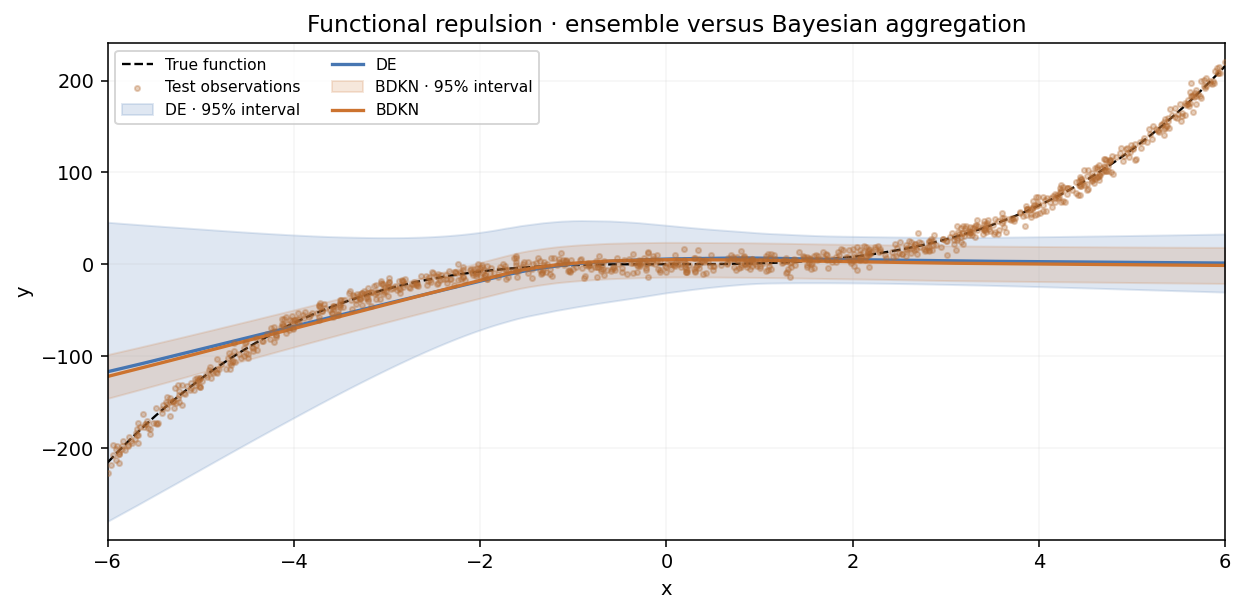 Functional repulsion · ensemble versus Bayesian aggregation
True function
Test observations
DE · 95% interval
DE
BDKN · 95% interval
BDKN
200
100
0
−100
−200
y
−6
−4
−2
0
2
4
6
x